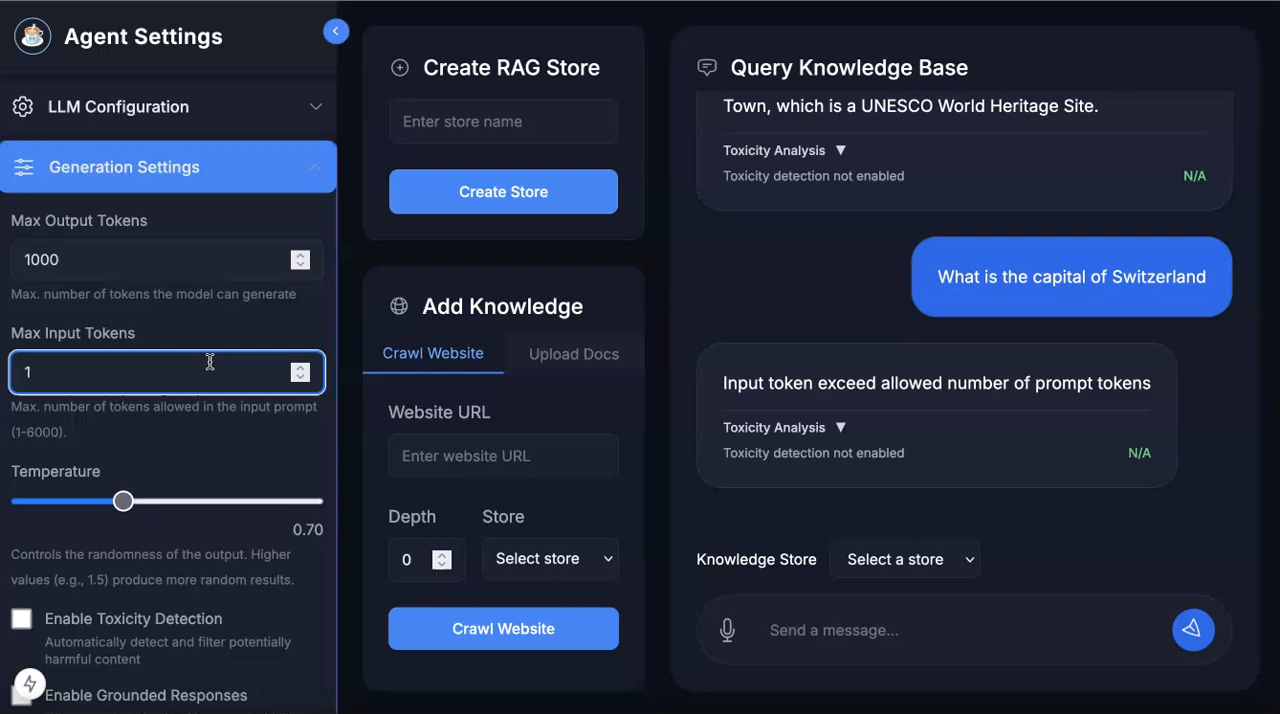 Agent Settings
LLM Configuration
Generation Settings
Max Output Tokens
1000
Max. number of tokens the model can generate
Max Input Tokens
1
Max. number of tokens allowed in the input prompt
(1-6000).
Temperature
0.70
Controls the randomness of the output. Higher
values (e.g., 1.5) produce more random results.
Enable Toxicity Detection
Automatically detect and filter potentially
harmful content
Enable Grounded Responses
Create RAG Store
Enter store name
Create Store
Add Knowledge
Crawl Website
Upload Docs
Website URL
Enter website URL
Depth
Store
0
Select store
Crawl Website
Query Knowledge Base
Town, which is a UNESCO World Heritage Site.
Toxicity Analysis ▼
Toxicity detection not enabled
N/A
What is the capital of Switzerland
Input token exceed allowed number of prompt tokens
Toxicity Analysis ▼
Toxicity detection not enabled
N/A
Knowledge Store
Select a store
Send a message...